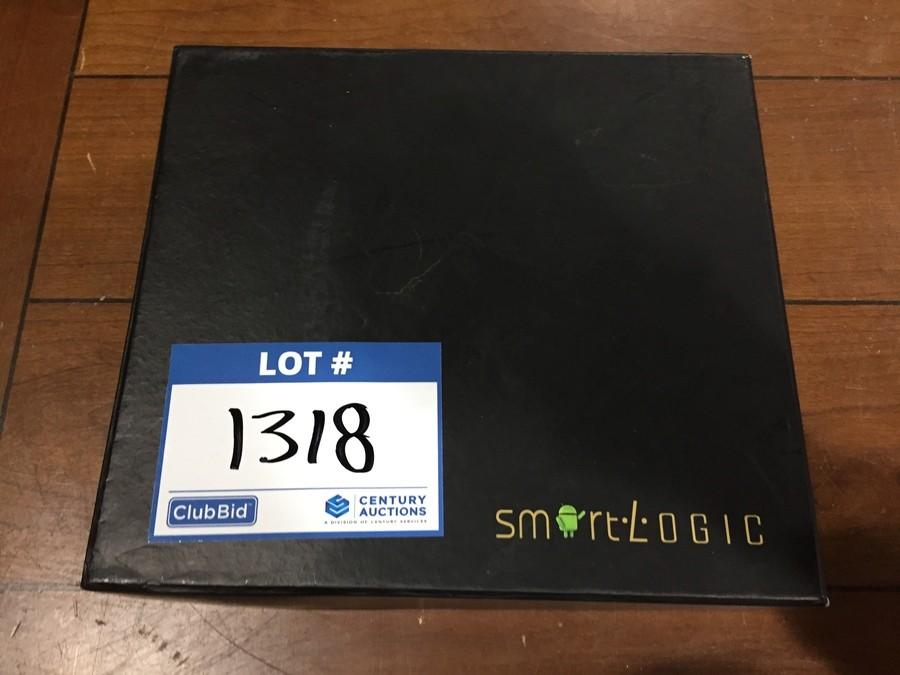 LOT #
1318
ClubBid
CENTURY
AUCTIONS
A DIVISION OF CENTURY SERVICES
smart.LOGIC